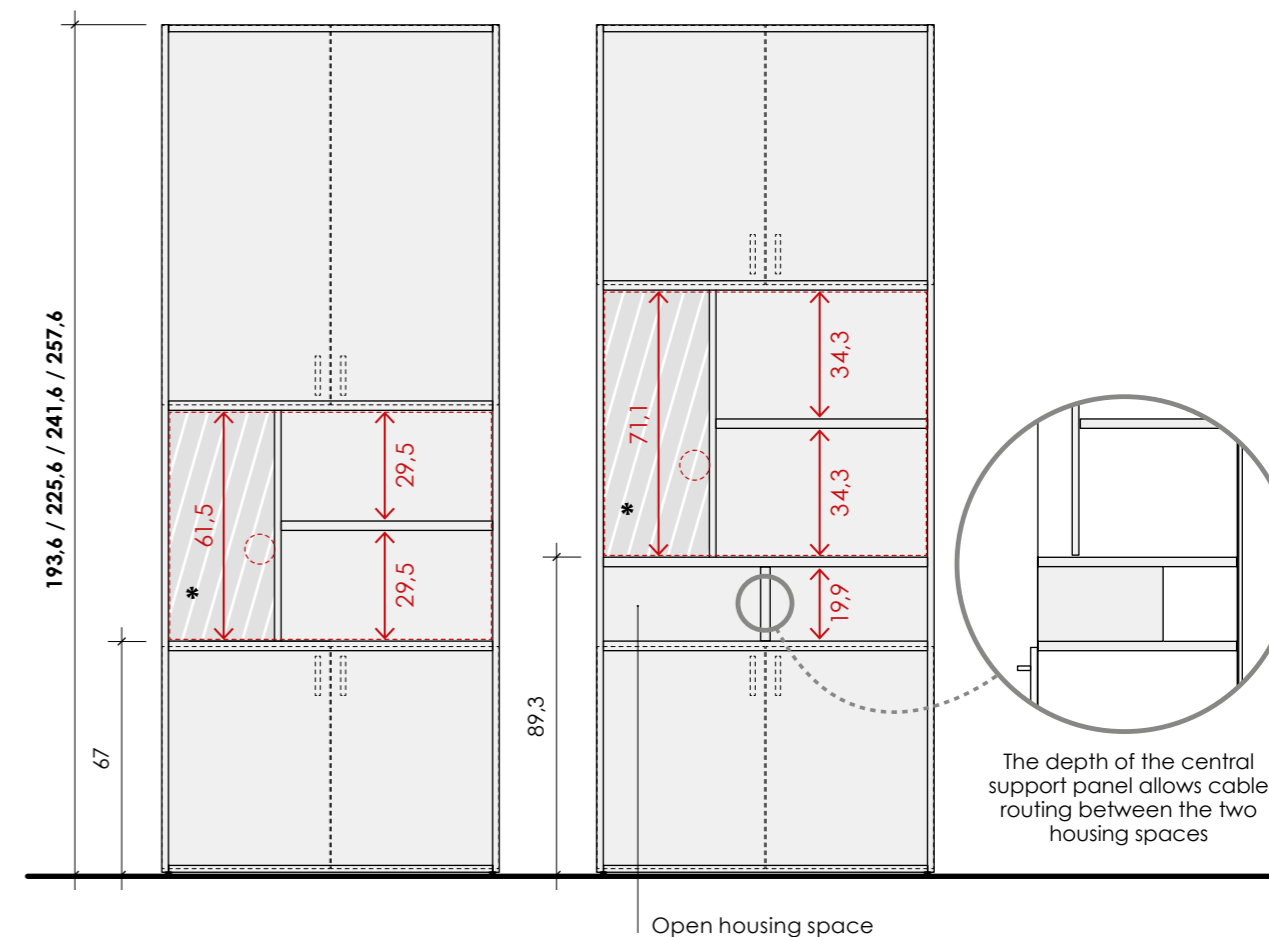 193,6 / 225,6 / 241,6 / 257,6
67
61,5
*
29,5
29,5
89,3
71,1
*
34,3
34,3
19,9
The depth of the central
support panel allows cable
routing between the two
housing spaces
Open housing space